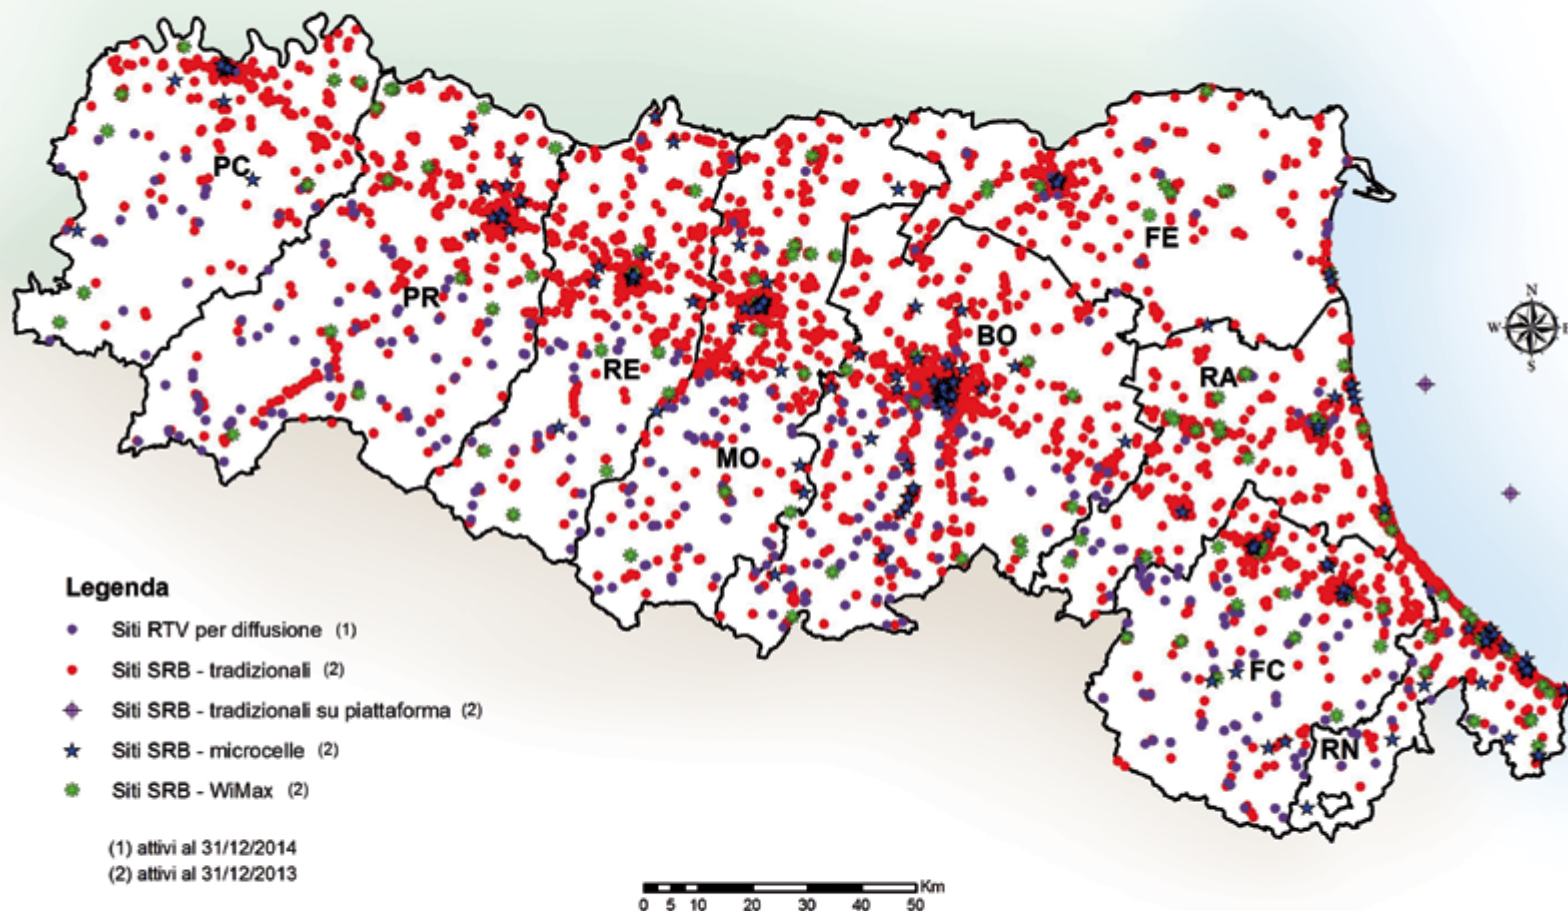 PC
PR
RE
MO
BO
FE
RA
FC
RN
N
W
E
S
Legenda
Siti RTV per diffusione (1)
Siti SRB - tradizionali (2)
Siti SRB - tradizionali su piattaforma (2)
Siti SRB - microcelle (2)
Siti SRB - WiMax (2)
(1) attivi al 31/12/2014
(2) attivi al 31/12/2013
Km
0 5 10 20 30 40 50